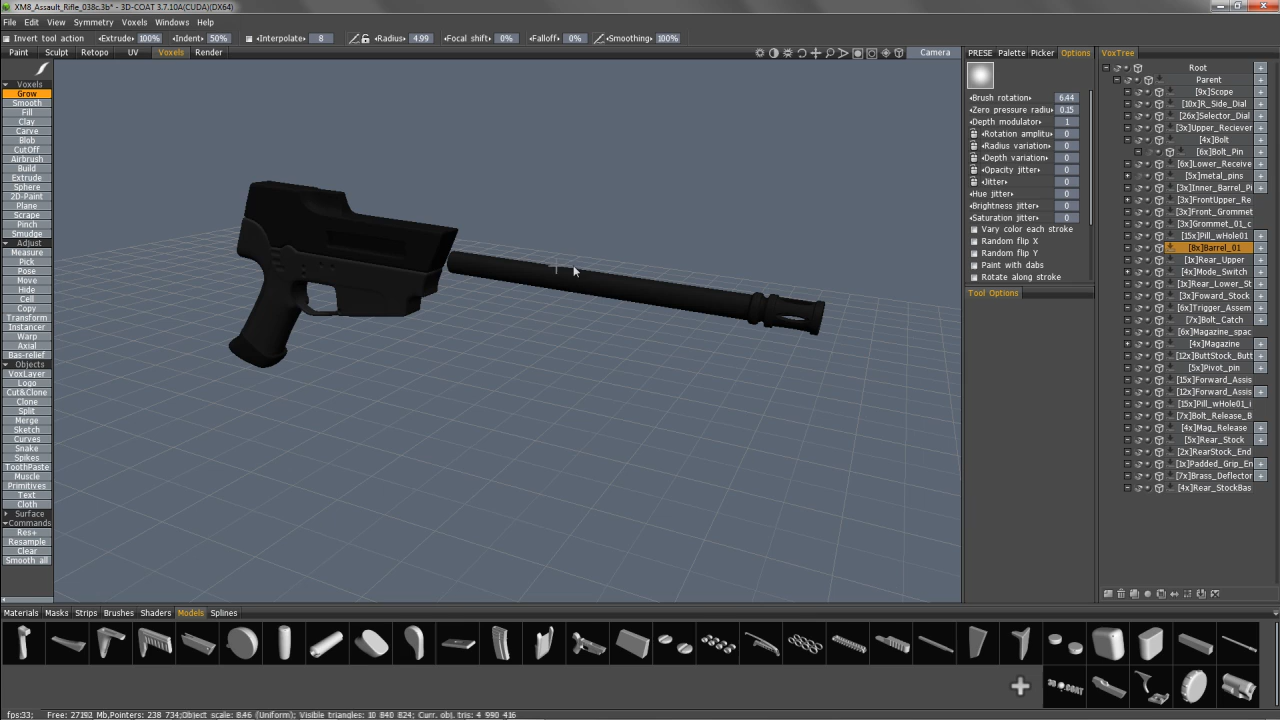 XM8_Assault_Rifle_038c.3b* - 3D-COAT 3.7.10A(CUDA)(DX64)
File Edit View Symmetry Voxels Windows Help
Invert tool action Extrude: 100% Indent: 50% Interpolate: 8 Radius: 4.99 Focal shift: 0% Falloff: 0% Smoothing: 100%
Paint Sculpt Retopo UV Voxels Render Camera
Voxels
Grow
Smooth
Fill
Clay
Carve
Blob
CutOff
Airbrush
Build
Extrude
Sphere
2D-Paint
Plane
Scrape
Pinch
Smudge
Adjust
Measure
Pick
Pose
Move
Hide
Cell
Copy
Transform
Instancer
Warp
Axial
Bas-relief
Objects
VoxLayer
Logo
Cut&Clone
Clone
Split
Merge
Sketch
Curves
Snake
Spikes
ToothPaste
Muscle
Primitives
Text
Cloth
Surface
Commands
Res+
Resample
Clear
Smooth all
PRESE Palette Picker Options
Brush rotation: 6.44
Zero pressure radiu 0.15
Depth modulator: 1
Rotation amplitu 0
Radius variation: 0
Depth variation: 0
Opacity jitter: 0
Jitter: 0
Hue jitter: 0
Brightness jitter: 0
Saturation jitter: 0
Vary color each stroke
Random flip X
Random flip Y
Paint with dabs
Rotate along stroke
Tool Options
VoxTree
Root
Parent
[9x]Scope
[10x]R_Side_Dial
[26x]Selector_Dial
[3x]Upper_Reciever
[4x]Bolt
[6x]Bolt_Pin
[6x]Lower_Receive
[5x]metal_pins
[3x]Inner_Barrel_Pi
[3x]FrontUpper_Re
[3x]Front_Grommet
[3x]Grommet_01_c
[15x]Pill_wHole01
[8x]Barrel_01
[1x]Rear_Upper
[4x]Mode_Switch
[1x]Rear_Lower_St
[3x]Foward_Stock
[6x]Trigger_Assem
[7x]Bolt_Catch
[6x]Magazine_spac
[4x]Magazine
[12x]ButtStock_Butt
[5x]Pivot_pin
[15x]Forward_Assis
[12x]Forward_Assis
[15x]Pill_wHole01_i
[7x]Bolt_Release_B
[4x]Mag_Release
[5x]Rear_Stock
[2x]RearStock_End
[1x]Padded_Grip_En
[7x]Brass_Deflector
[4x]Rear_StockBas
Materials Masks Strips Brushes Shaders Models Splines
3D COAT
fps:33; Free: 27192 Mb,Pointers: 238 734;Object scale: 8.46 (Uniform); Visible triangles: 10 840 824; Curr. obj. tris: 4 990 416